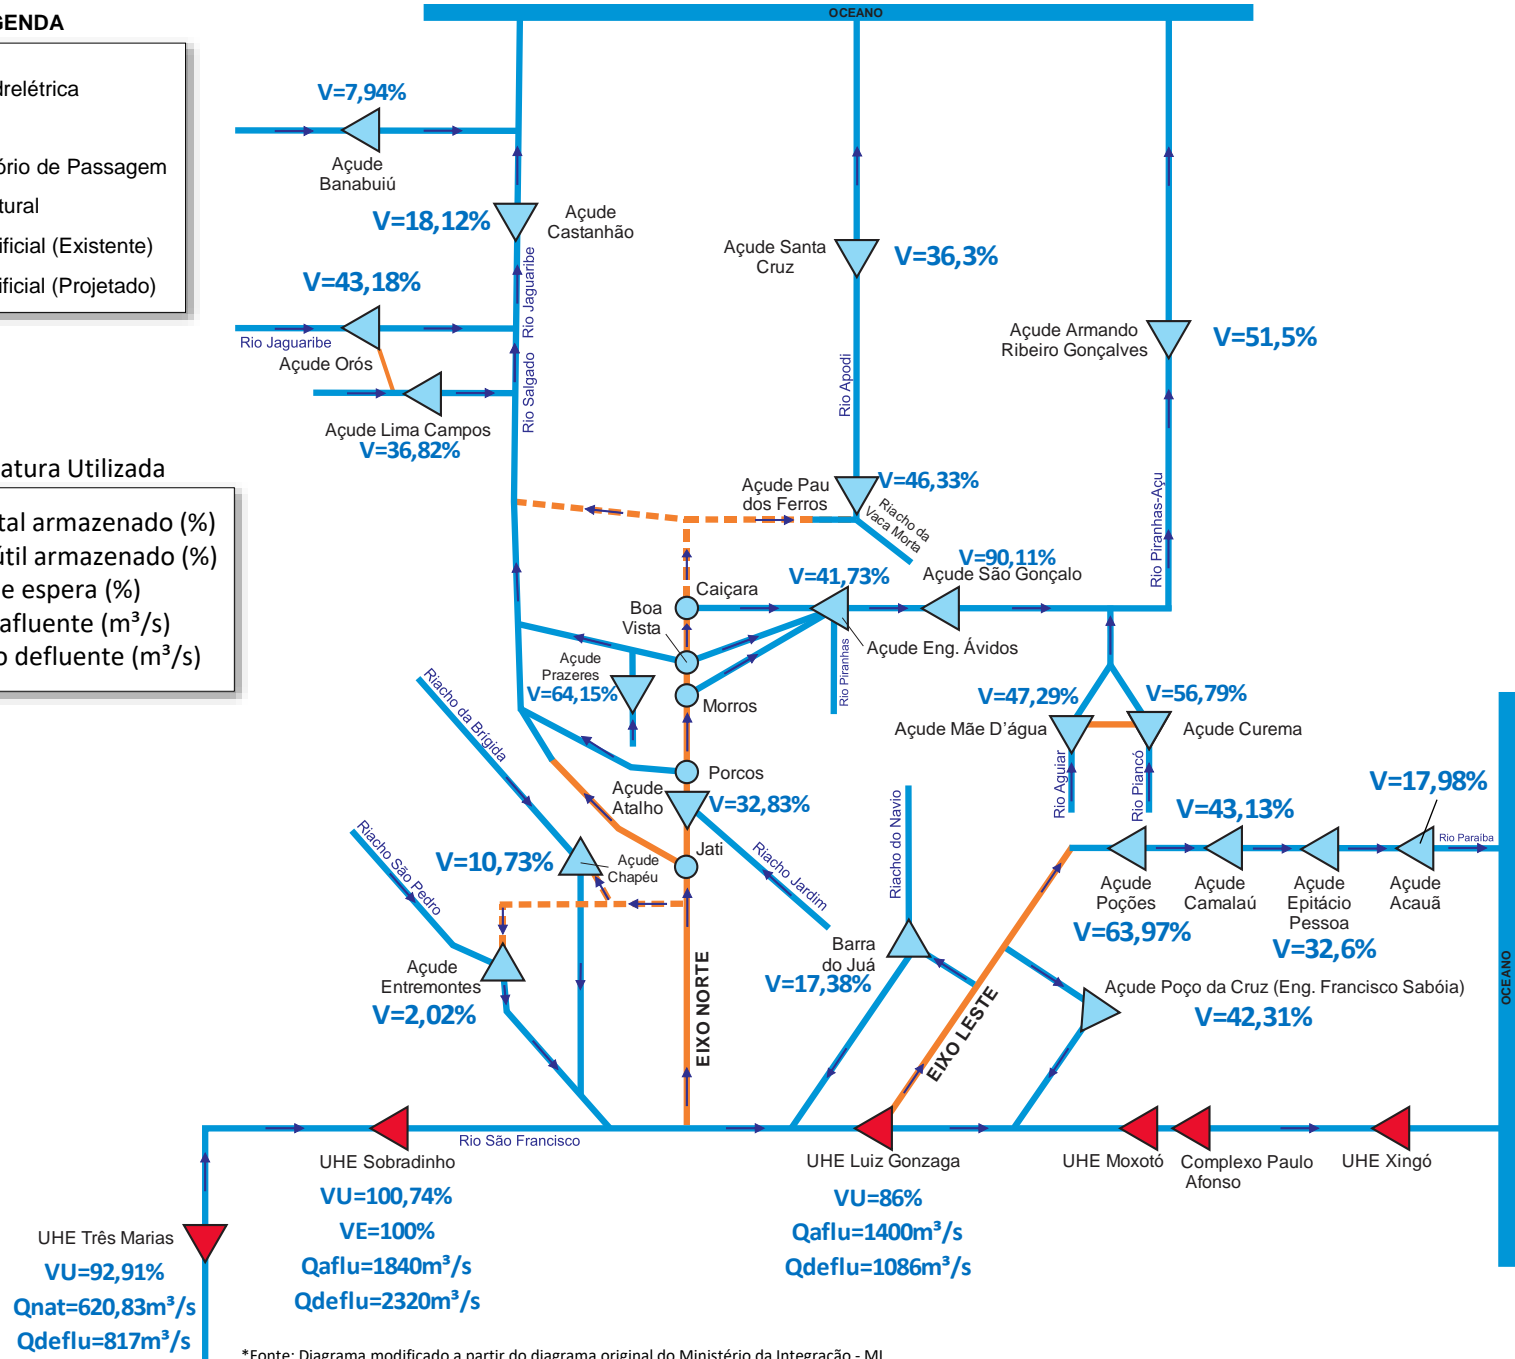 OCEANO
V=7,94%
Açude
Banabuiú
V=18,12%
Açude
Castanhão
Rio Jaguaribe
V=43,18%
Rio Jaguaribe
Açude Orós
Rio Salgado
Açude Lima Campos
V=36,82%
Açude Santa
Cruz
V=36,3%
Rio Apodi
Açude Armando
Ribeiro Gonçalves
V=51,5%
Rio Piranhas-Açu
tal armazenado (%)
útil armazenado (%)
e espera (%)
afluente (m³/s)
o defluente (m³/s)
ório de Passagem
Açude Pau
dos Ferros
V=46,33%
Riacho da
Vaca Morta
V=90,11%
Açude São Gonçalo
V=41,73%
Caiçara
Boa
Vista
Açude Eng. Ávidos
Rio Piranhas
Açude
Prazeres
V=64,15%
Morros
Riacho da Brígida
Porcos
Açude
Atalho
V=32,83%
Jati
Riacho Jardim
Riacho São Pedro
V=10,73%
Açude
Chapéu
Açude
Entremontes
V=2,02%
EIXO NORTE
V=47,29%
V=56,79%
Açude Mãe D’água
Açude Curema
Rio Aguiar
Rio Piancó
Riacho do Navio
V=17,98%
V=43,13%
Rio Paraíba
Açude
Poções
Açude
Camalaú
Açude
Epitácio
Pessoa
Açude
Acauã
V=63,97%
V=32,6%
Barra
do Juá
V=17,38%
EIXO LESTE
Açude Poço da Cruz (Eng. Francisco Sabóia)
V=42,31%
OCEANO
Rio São Francisco
UHE Sobradinho
VU=100,74%
VE=100%
Qaflu=1840m³/s
Qdeflu=2320m³/s
UHE Luiz Gonzaga
VU=86%
Qaflu=1400m³/s
Qdeflu=1086m³/s
UHE Moxotó
Complexo Paulo
Afonso
UHE Xingó
UHE Três Marias
VU=92,91%
Qnat=620,83m³/s
Qdeflu=817m³/s
GENDA
drelétrica
tural
ificial (Existente)
ificial (Projetado)
atura Utilizada
*Fonte: Diagrama modificado a partir do diagrama original do Ministério da Integração - MI